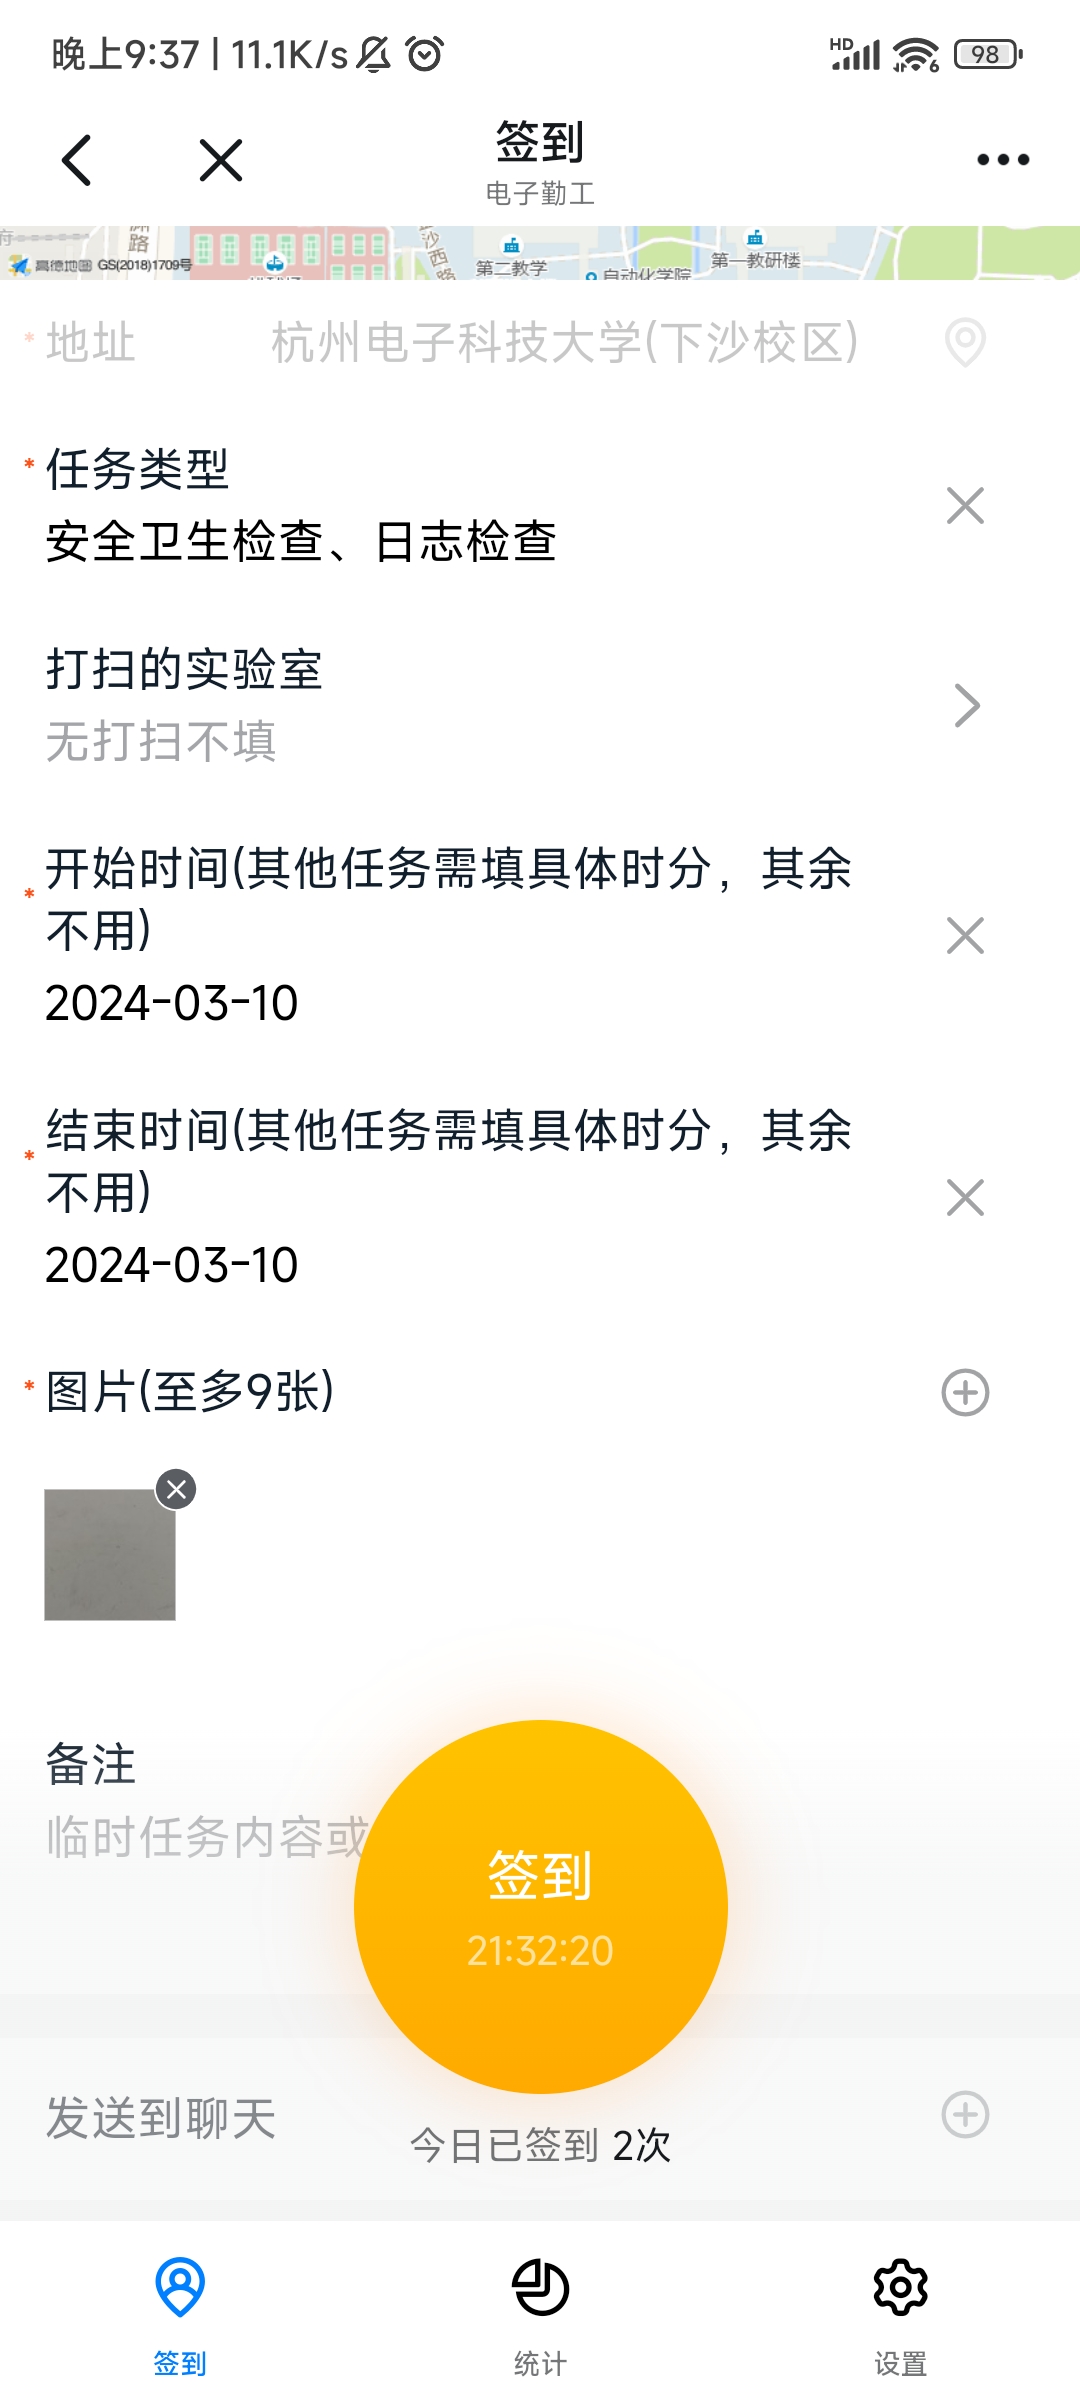 晚上9:37 | 11.1K/s
HD
6
98
签到
电子勤工
路
高德地图 GS(2018)1709号
沙西路
第二教学
自动化学院
第一教研楼
* 地址 杭州电子科技大学(下沙校区)
* 任务类型
安全卫生检查、日志检查
打扫的实验室
无打扫不填
* 开始时间(其他任务需填具体时分，其余
不用)
2024-03-10
* 结束时间(其他任务需填具体时分，其余
不用)
2024-03-10
* 图片(至多9张)
备注
临时任务内容或
签到
21:32:20
发送到聊天
今日已签到 2次
签到
统计
设置